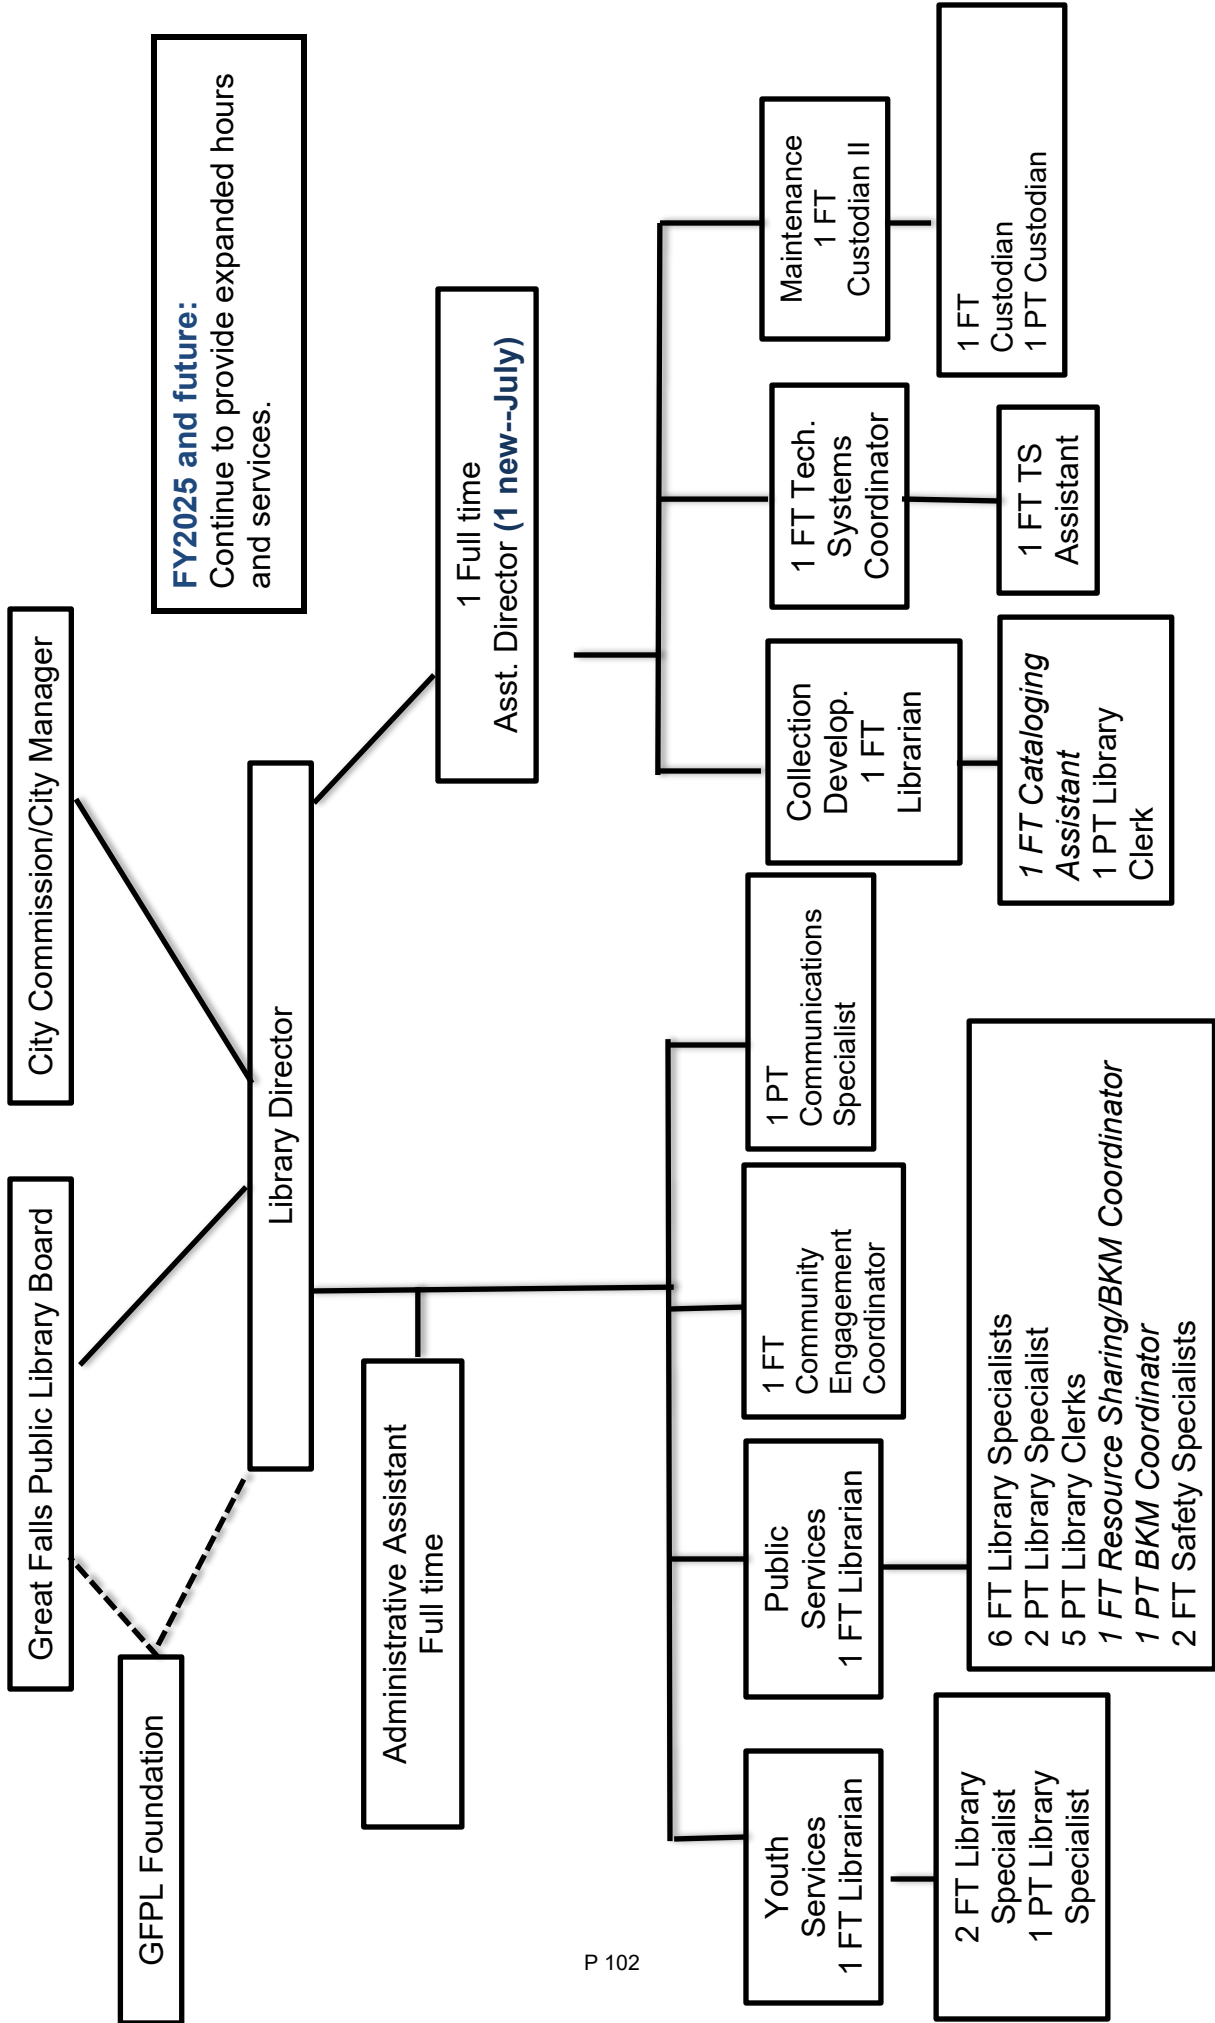 Great Falls Public Library Board
City Commission/City Manager
GFPL Foundation
FY2025 and future:
Continue to provide expanded hours
and services.
Library Director
Administrative Assistant
Full time
1 Full time
Asst. Director (1 new--July)
Youth
Services
1 FT Librarian
Public
Services
1 FT Librarian
1 FT
Community
Engagement
Coordinator
1 PT
Communications
Specialist
Collection
Develop.
1 FT
Librarian
1 FT Tech.
Systems
Coordinator
Maintenance
1 FT
Custodian II
2 FT Library
Specialist
1 PT Library
Specialist
6 FT Library Specialists
2 PT Library Specialist
5 PT Library Clerks
1 FT Resource Sharing/BKM Coordinator
1 PT BKM Coordinator
2 FT Safety Specialists
1 FT Cataloging
Assistant
1 PT Library
Clerk
1 FT TS
Assistant
1 FT
Custodian
1 PT Custodian
P 102